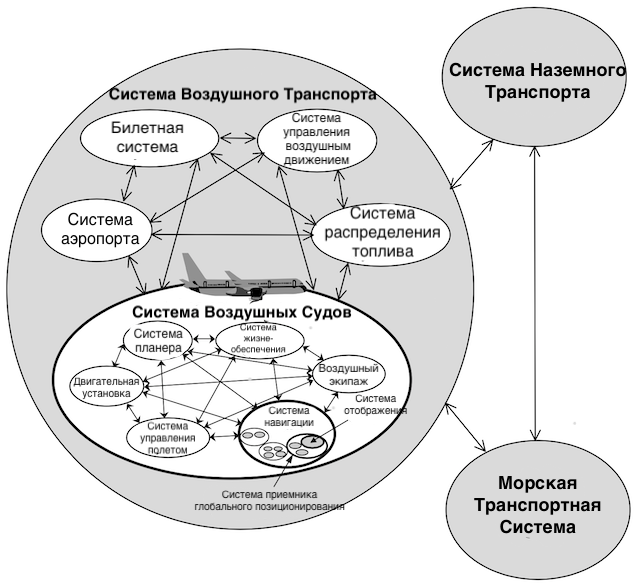 Система Наземного
Транспорта
Система Воздушного Транспорта
Билетная
система
Система
управления
воздушным
движением
Система
аэропорта
Система
распределения
топлива
Система Воздушных Судов
Система
планера
Система
жизне-
обеспечения
Двигательная
установка
Воздушный
экипаж
Система
отображения
Система
навигации
Система
управления
полетом
Система приемника
глобального позиционирования
Морская
Транспортная
Система